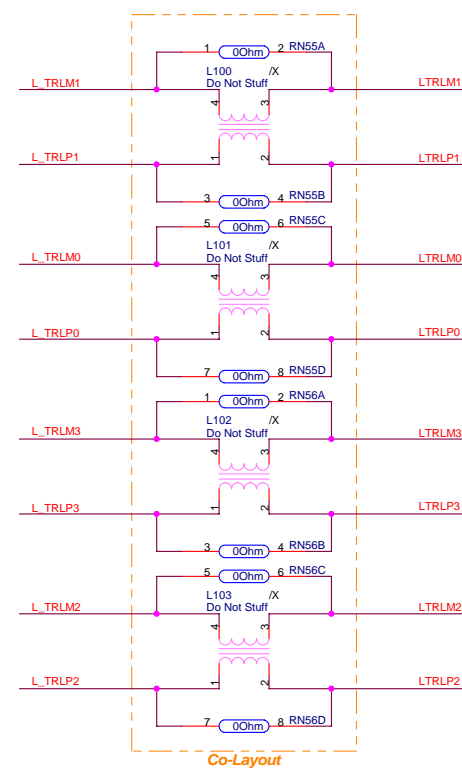 1 0Ohm 2 RN55A
L100 /X
L_TRLM1 Do Not Stuff LTRLM1
4 3
L_TRLP1 1 2 LTRLP1
3 0Ohm 4 RN55B
5 0Ohm 6 RN55C
L101 /X
L_TRLM0 Do Not Stuff LTRLM0
4 3
L_TRLP0 1 2 LTRLP0
7 0Ohm 8 RN55D
1 0Ohm 2 RN56A
L102 /X
L_TRLM3 Do Not Stuff LTRLM3
4 3
L_TRLP3 1 2 LTRLP3
3 0Ohm 4 RN56B
5 0Ohm 6 RN56C
L103 /X
L_TRLM2 Do Not Stuff LTRLM2
4 3
L_TRLP2 1 2 LTRLP2
7 0Ohm 8 RN56D
Co-Layout